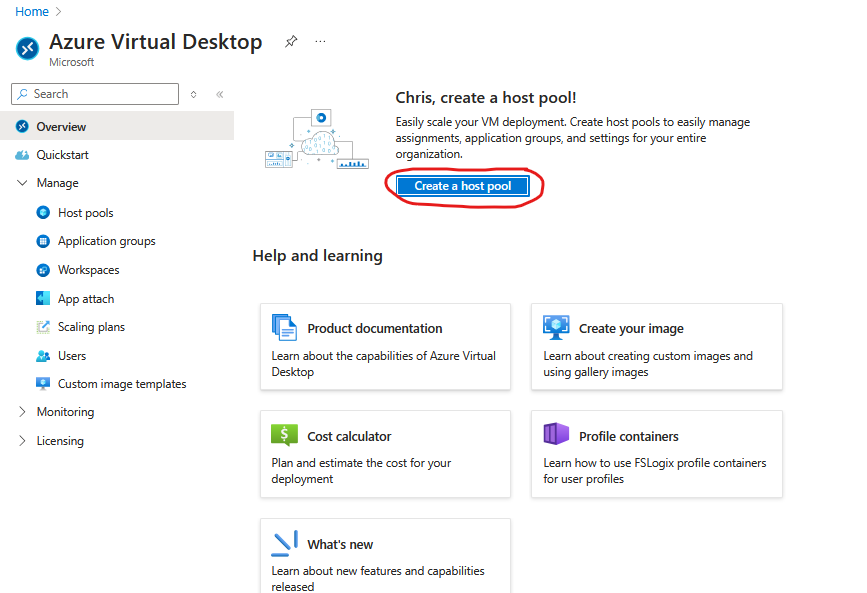 Home
Azure Virtual Desktop
Microsoft
Search
Overview
Quickstart
Manage
Host pools
Application groups
Workspaces
App attach
Scaling plans
Users
Custom image templates
Monitoring
Licensing
Chris, create a host pool!
Easily scale your VM deployment. Create host pools to easily manage
assignments, application groups, and settings for your entire
organization.
Create a host pool
Help and learning
Product documentation
Learn about the capabilities of Azure Virtual
Desktop
Create your image
Learn about creating custom images and
using gallery images
Cost calculator
Plan and estimate the cost for your
deployment
Profile containers
Learn how to use FSLogix profile containers
for user profiles
What's new
Learn about new features and capabilities
released